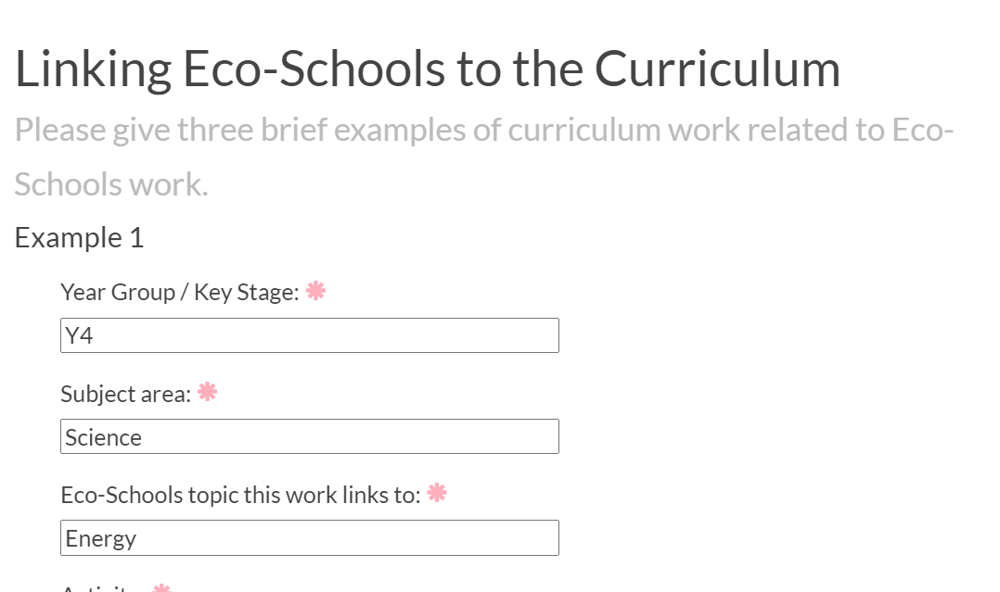 Linking Eco-Schools to the Curriculum
Please give three brief examples of curriculum work related to Eco-
Schools work.
Example 1
Year Group / Key Stage:
Y4
Subject area:
Science
Eco-Schools topic this work links to:
Energy